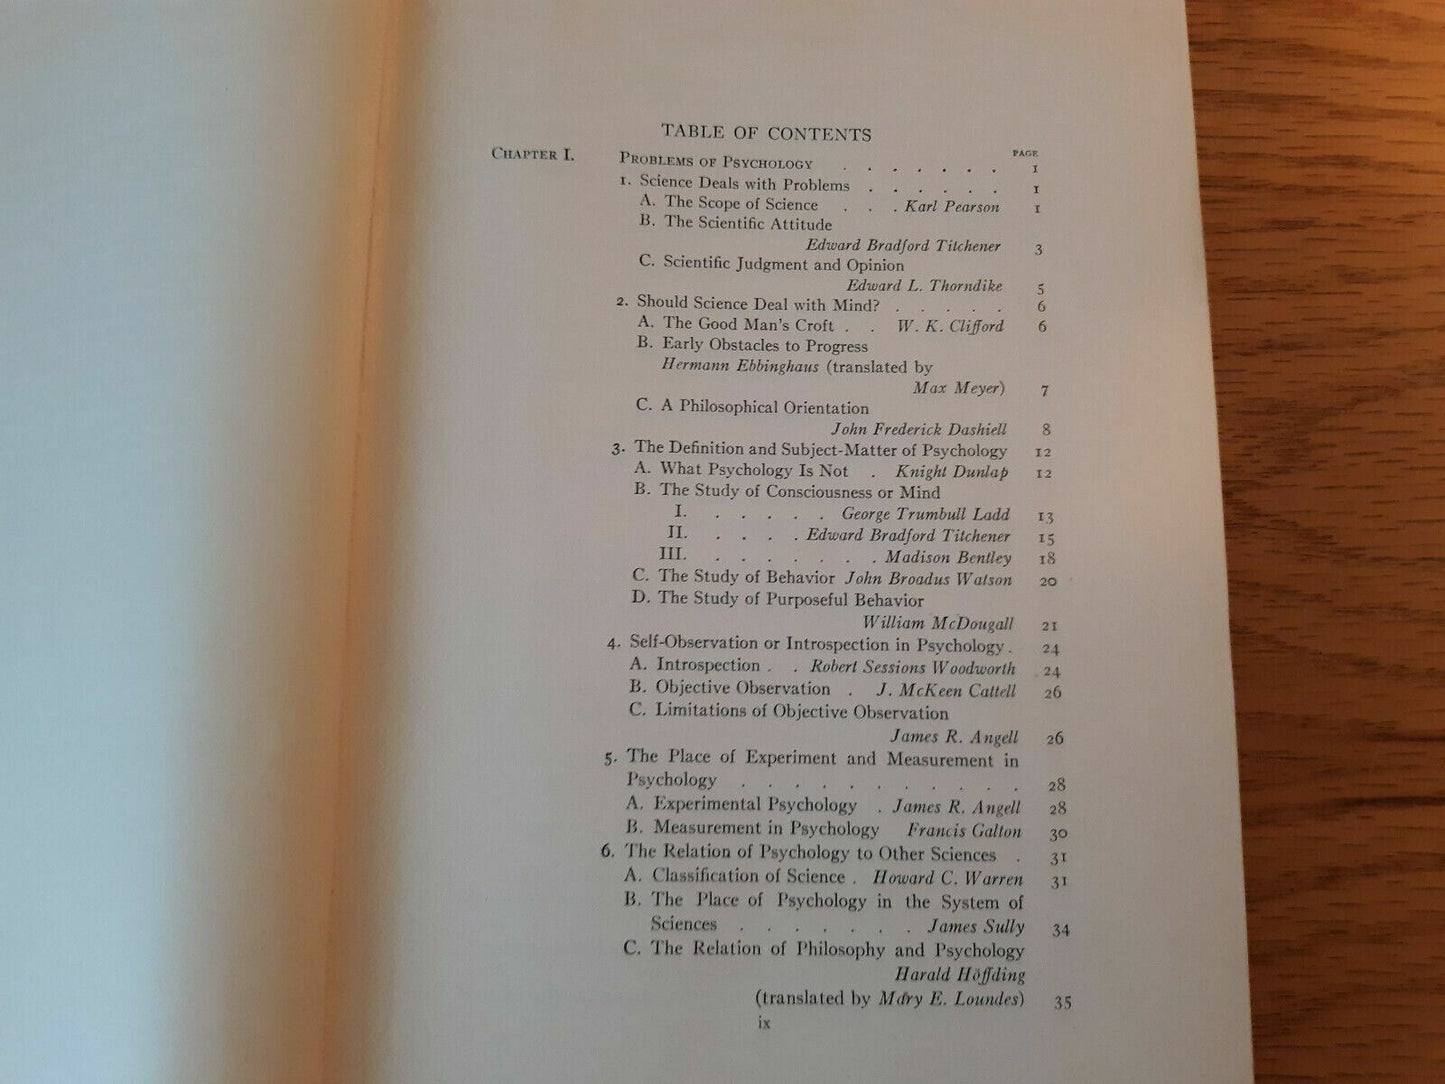 TABLE OF CONTENTS
PAGE
CHAPTER I. PROBLEMS OF PSYCHOLOGY . . . . . . . 1
1. Science Deals with Problems . . . . . . 1
A. The Scope of Science . . . Karl Pearson 1
B. The Scientific Attitude
Edward Bradford Titchener 3
C. Scientific Judgment and Opinion
Edward L. Thorndike 5
2. Should Science Deal with Mind? . . . . . 6
A. The Good Man's Croft . . W. K. Clifford 6
B. Early Obstacles to Progress
Hermann Ebbinghaus (translated by
Max Meyer) 7
C. A Philosophical Orientation
John Frederick Dashiell 8
3. The Definition and Subject-Matter of Psychology 12
A. What Psychology Is Not . Knight Dunlap 12
B. The Study of Consciousness or Mind
I. . . . . . George Trumbull Ladd 13
II. . . . . Edward Bradford Titchener 15
III. . . . . . . . Madison Bentley 18
C. The Study of Behavior John Broadus Watson 20
D. The Study of Purposeful Behavior
William McDougall 21
4. Self-Observation or Introspection in Psychology . 24
A. Introspection . . Robert Sessions Woodworth 24
B. Objective Observation . J. McKeen Cattell 26
C. Limitations of Objective Observation
James R. Angell 26
5. The Place of Experiment and Measurement in
Psychology . . . . . . . . . . . 28
A. Experimental Psychology . James R. Angell 28
B. Measurement in Psychology Francis Galton 30
6. The Relation of Psychology to Other Sciences . 31
A. Classification of Science . Howard C. Warren 31
B. The Place of Psychology in the System of
Sciences . . . . . . . James Sully 34
C. The Relation of Philosophy and Psychology
Harald Höffding
(translated by Mary E. Loundes) 35
ix